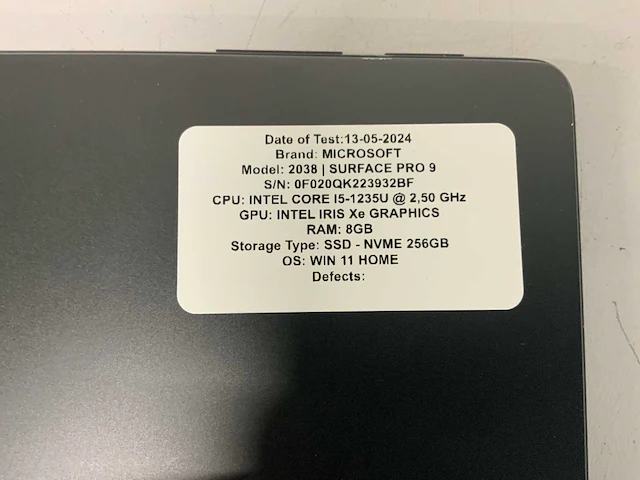 Date of Test:13-05-2024
Brand: MICROSOFT
Model: 2038 | SURFACE PRO 9
S/N: 0F020QK223932BF
CPU: INTEL CORE I5-1235U @ 2,50 GHz
GPU: INTEL IRIS Xe GRAPHICS
RAM: 8GB
Storage Type: SSD - NVME 256GB
OS: WIN 11 HOME
Defects: